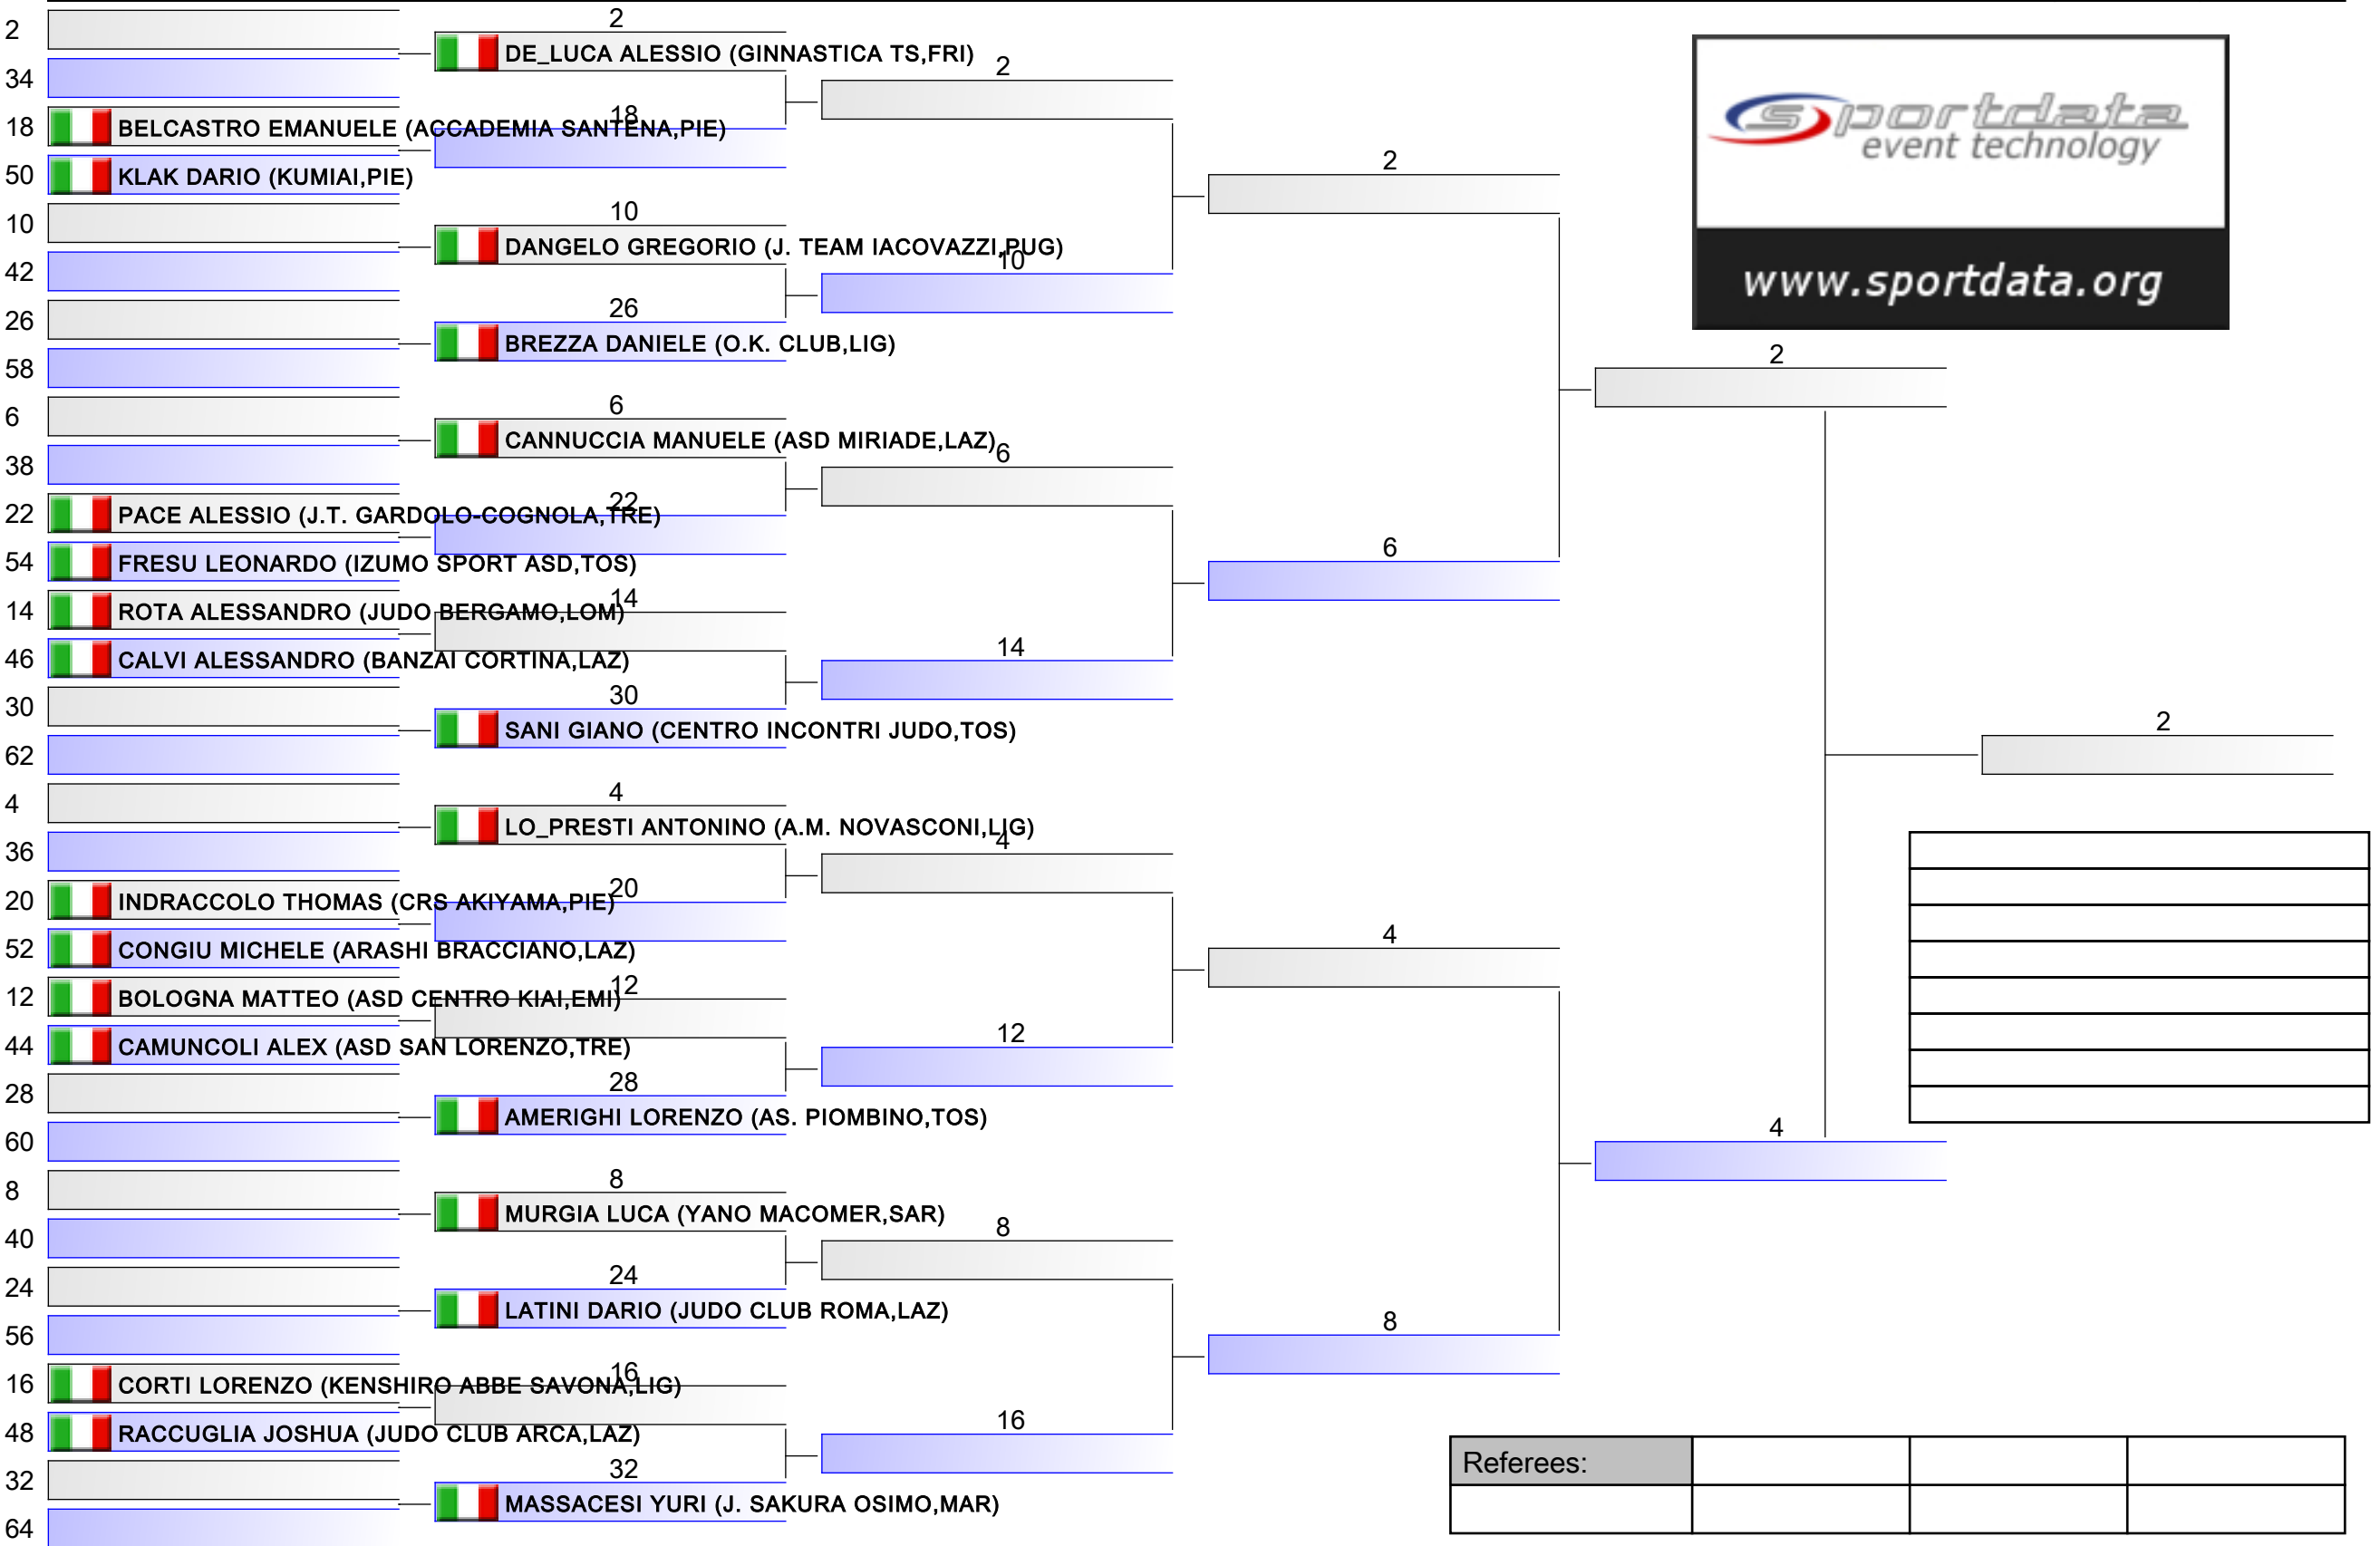 2
2
DE_LUCA ALESSIO (GINNASTICA TS,FRI)
34
2
18
18
BELCASTRO EMANUELE (ACCADEMIA SANTENA,PIE)
50
KLAK DARIO (KUMIAI,PIE)
2
10
10
42
DANGELO GREGORIO (J. TEAM IACOVAZZI,PUG)
10
26
26
BREZZA DANIELE (O.K. CLUB,LIG)
58
2
6
6
CANNUCCIA MANUELE (ASD MIRIADE,LAZ)
38
6
22
22
PACE ALESSIO (J.T. GARDOLO-COGNOLA,TRE)
54
FRESU LEONARDO (IZUMO SPORT ASD,TOS)
6
14
14
ROTA ALESSANDRO (JUDO BERGAMO,LOM)
46
CALVI ALESSANDRO (BANZAI CORTINA,LAZ)
14
30
30
SANI GIANO (CENTRO INCONTRI JUDO,TOS)
62
2
4
4
LO_PRESTI ANTONINO (A.M. NOVASCONI,LIG)
36
4
20
20
INDRACCOLO THOMAS (CRS AKIYAMA,PIE)
52
CONGIU MICHELE (ARASHI BRACCIANO,LAZ)
4
12
12
BOLOGNA MATTEO (ASD CENTRO KIAI,EMI)
44
CAMUNCOLI ALEX (ASD SAN LORENZO,TRE)
12
28
28
AMERIGHI LORENZO (AS. PIOMBINO,TOS)
60
4
8
8
MURGIA LUCA (YANO MACOMER,SAR)
40
8
24
24
LATINI DARIO (JUDO CLUB ROMA,LAZ)
56
8
16
16
CORTI LORENZO (KENSHIRO ABBE SAVONA,LIG)
48
RACCUGLIA JOSHUA (JUDO CLUB ARCA,LAZ)
16
32
32
MASSACESI YURI (J. SAKURA OSIMO,MAR)
64
sportdata
event technology
www.sportdata.org
Referees: